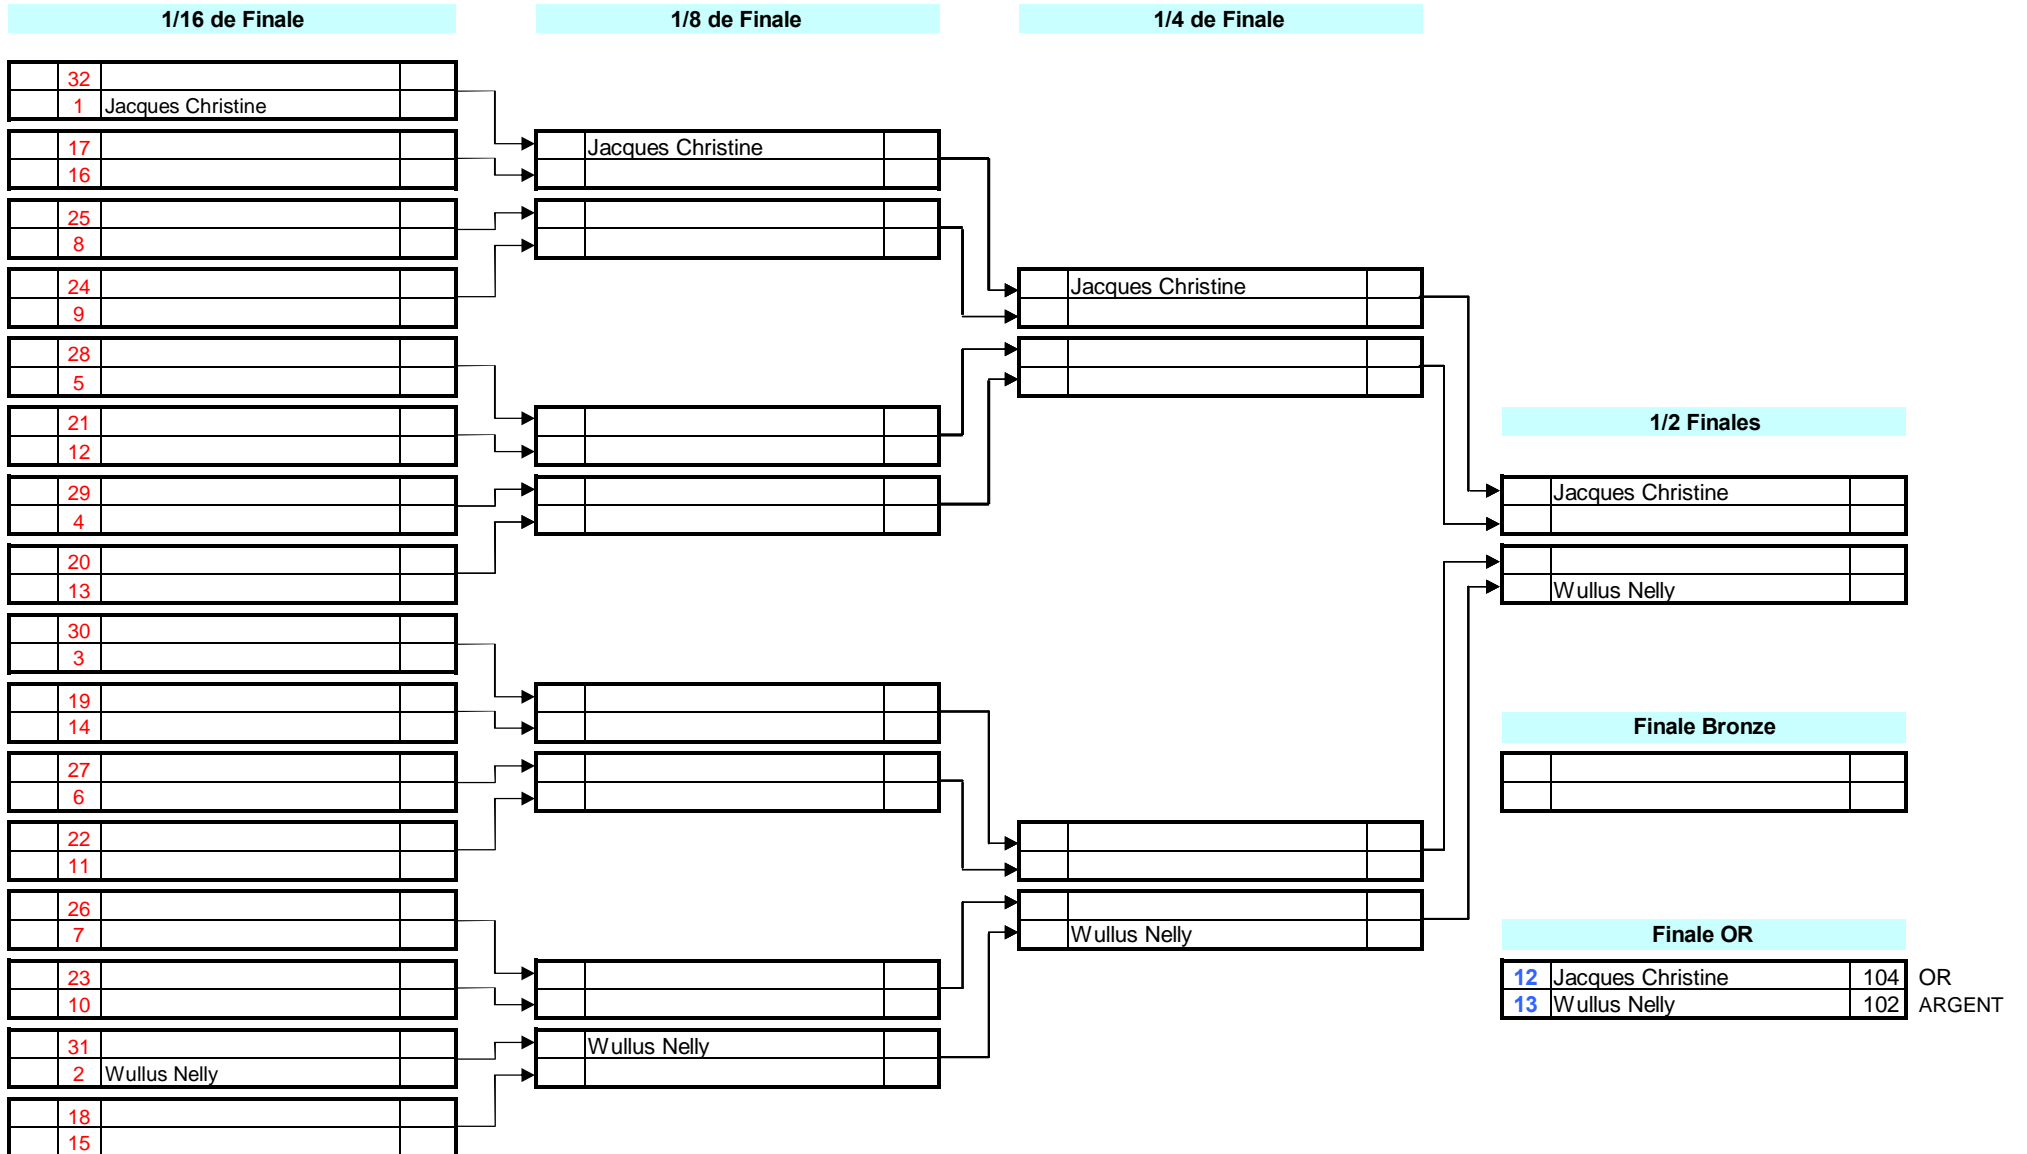 1/16 de Finale
1/8 de Finale
1/4 de Finale
32
1 Jacques Christine
17
16
25
8
24
9
28
5
21
12
29
4
20
13
30
3
19
14
27
6
22
11
26
7
23
10
31
2 Wullus Nelly
18
15
Jacques Christine
Wullus Nelly
Jacques Christine
Wullus Nelly
1/2 Finales
Jacques Christine
Wullus Nelly
Finale Bronze
Finale OR
12 Jacques Christine 104 OR
13 Wullus Nelly 102 ARGENT